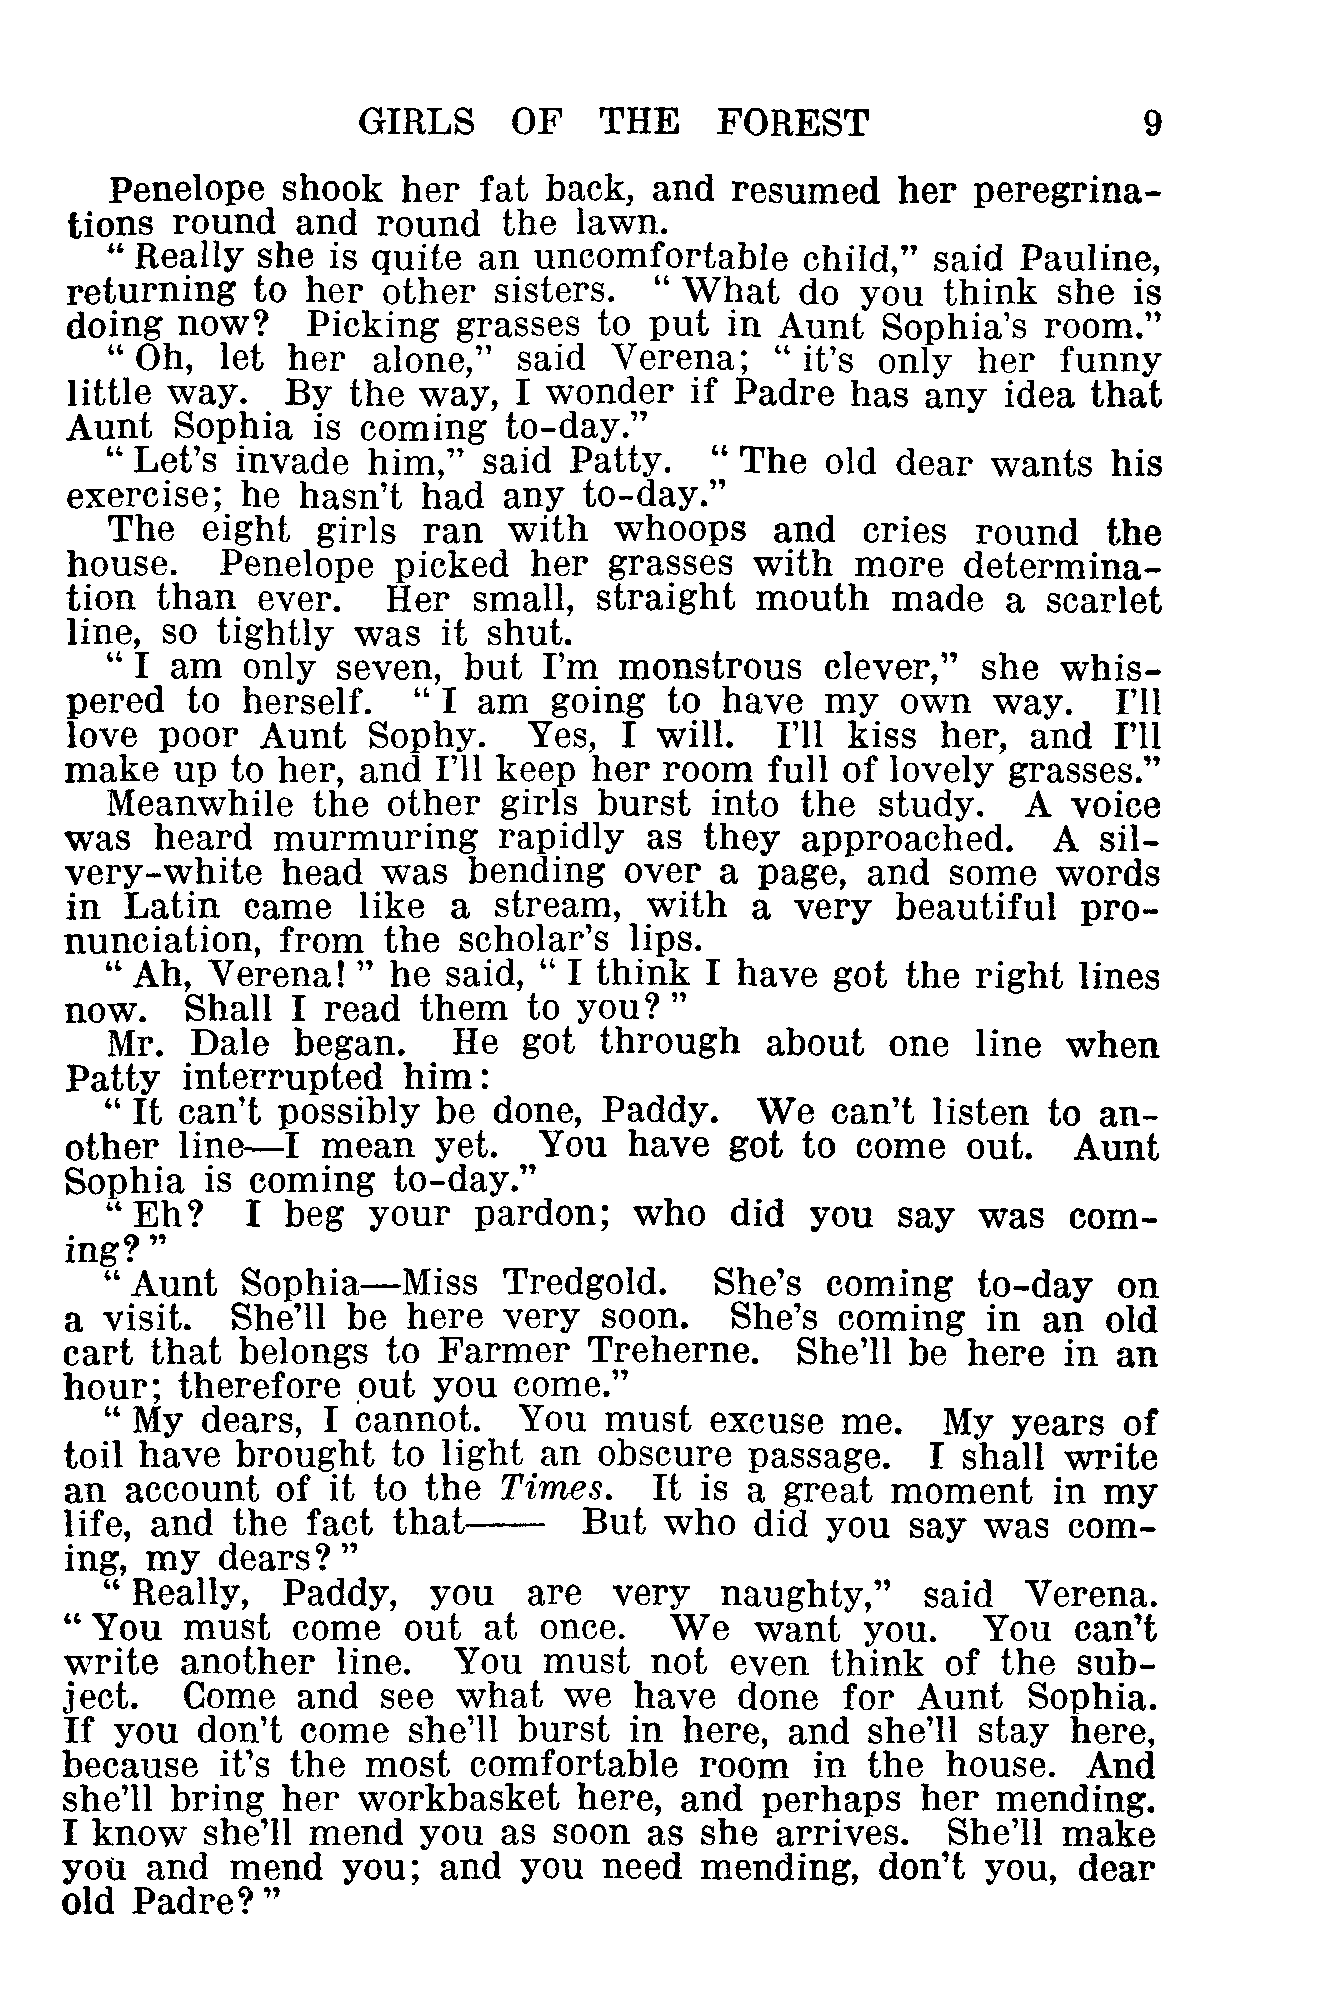 GIRLS OF THE FOREST 9
Penelope shook her fat back, and resumed her peregrina-
tions round and round the lawn.
“Really she is quite an uncomfortable child,” said Pauline,
returning to her other sisters. “What do you think she is
doing now? Picking grasses to put in Aunt Sophia's room.”
“Oh, let her alone,” said Verena; “it's only her funny
little way. By the way, I wonder if Padre has any idea that
Aunt Sophia is coming to-day.”
“Let's invade him,” said Patty. “The old dear wants his
exercise; he hasn't had any to-day.”
The eight girls ran with whoops and cries round the
house. Penelope picked her grasses with more determina-
tion than ever. Her small, straight mouth made a scarlet
line, so tightly was it shut.
“I am only seven, but I'm monstrous clever,” she whis-
pered to herself. “I am going to have my own way. I'll
love poor Aunt Sophy. Yes, I will. I'll kiss her, and I'll
make up to her, and I'll keep her room full of lovely grasses.”
Meanwhile the other girls burst into the study. A voice
was heard murmuring rapidly as they approached. A sil-
very-white head was bending over a page, and some words
in Latin came like a stream, with a very beautiful pro-
nunciation, from the scholar's lips.
“Ah, Verena!” he said, “I think I have got the right lines
now. Shall I read them to you?”
Mr. Dale began. He got through about one line when
Patty interrupted him:
“It can't possibly be done, Paddy. We can't listen to an-
other line—I mean yet. You have got to come out. Aunt
Sophia is coming to-day.”
“Eh? I beg your pardon; who did you say was com-
ing?”
“Aunt Sophia—Miss Tredgold. She's coming to-day on
a visit. She'll be here very soon. She's coming in an old
cart that belongs to Farmer Treherne. She'll be here in an
hour; therefore out you come.”
“My dears, I cannot. You must excuse me. My years of
toil have brought to light an obscure passage. I shall write
an account of it to the Times. It is a great moment in my
life, and the fact that—— But who did you say was com-
ing, my dears?”
“Really, Paddy, you are very naughty,” said Verena.
“You must come out at once. We want you. You can't
write another line. You must not even think of the sub-
ject. Come and see what we have done for Aunt Sophia.
If you don't come she'll burst in here, and she'll stay here,
because it's the most comfortable room in the house. And
she'll bring her workbasket here, and perhaps her mending.
I know she'll mend you as soon as she arrives. She'll make
you and mend you; and you need mending, don't you, dear
old Padre?”